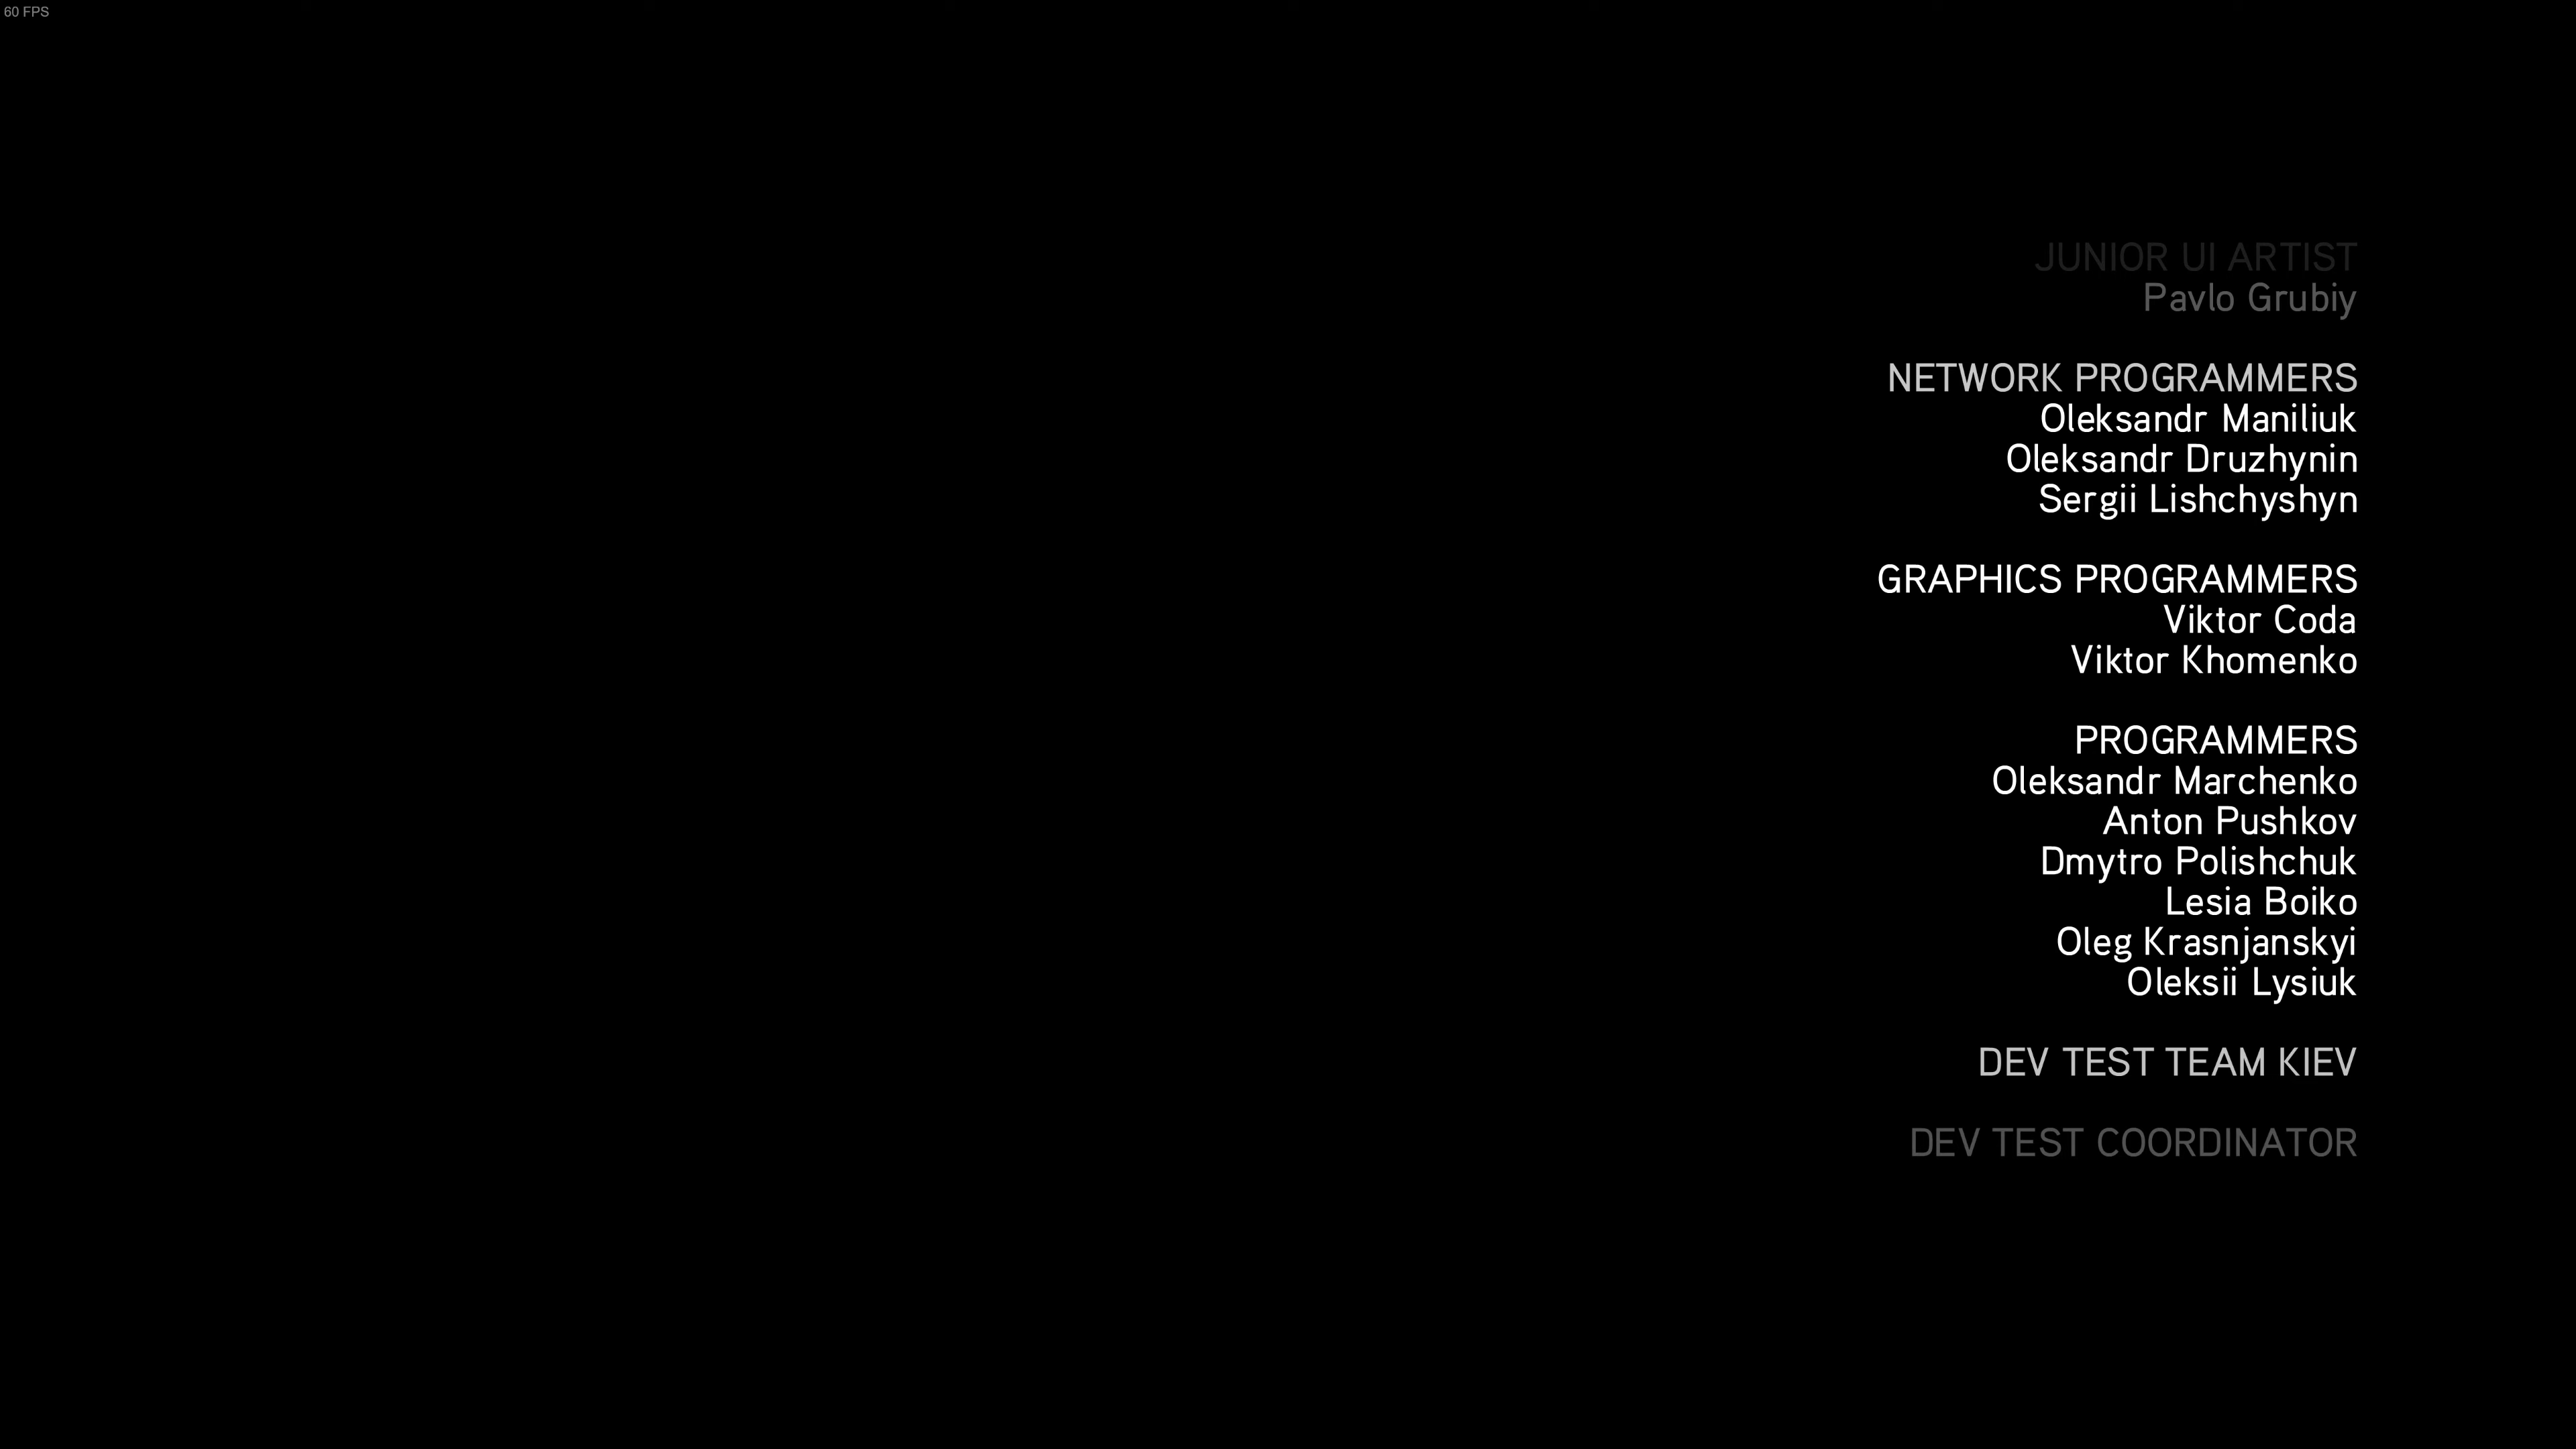 60 FPS
JUNIOR UI ARTIST
Pavlo Grubiy
NETWORK PROGRAMMERS
Oleksandr Maniliuk
Oleksandr Druzhynin
Sergii Lishchyshyn
GRAPHICS PROGRAMMERS
Viktor Coda
Viktor Khomenko
PROGRAMMERS
Oleksandr Marchenko
Anton Pushkov
Dmytro Polishchuk
Lesia Boiko
Oleg Krasnjanskyi
Oleksii Lysiuk
DEV TEST TEAM KIEV
DEV TEST COORDINATOR